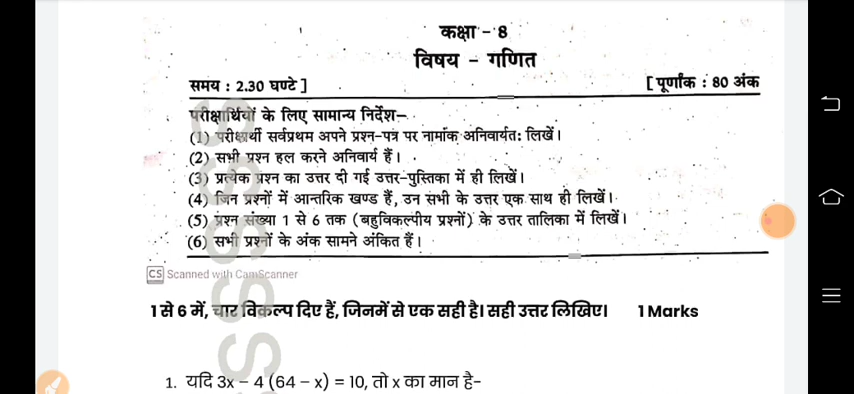 कक्षा - 8
विषय - गणित
समय : 2.30 घण्टे ] [ पूर्णांक : 80 अंक
परीक्षार्थियों के लिए सामान्य निर्देश-
(1) परीक्षार्थी सर्वप्रथम अपने प्रश्न-पत्र पर नामांक अनिवार्यतः लिखें।
(2) सभी प्रश्न हल करने अनिवार्य हैं।
(3) प्रत्येक प्रश्न का उत्तर दी गई उत्तर-पुस्तिका में ही लिखें।
(4) जिन प्रश्नों में आन्तरिक खण्ड हैं, उन सभी के उत्तर एक साथ ही लिखें।
(5) प्रश्न संख्या 1 से 6 तक (बहुविकल्पीय प्रश्नों) के उत्तर तालिका में लिखें।
(6) सभी प्रश्नों के अंक सामने अंकित हैं।
CS Scanned with CamScanner
1 से 6 में, चार विकल्प दिए हैं, जिनमें से एक सही है। सही उत्तर लिखिए। 1 Marks
1. यदि 3x - 4 (64 - x) = 10, तो x का मान है-